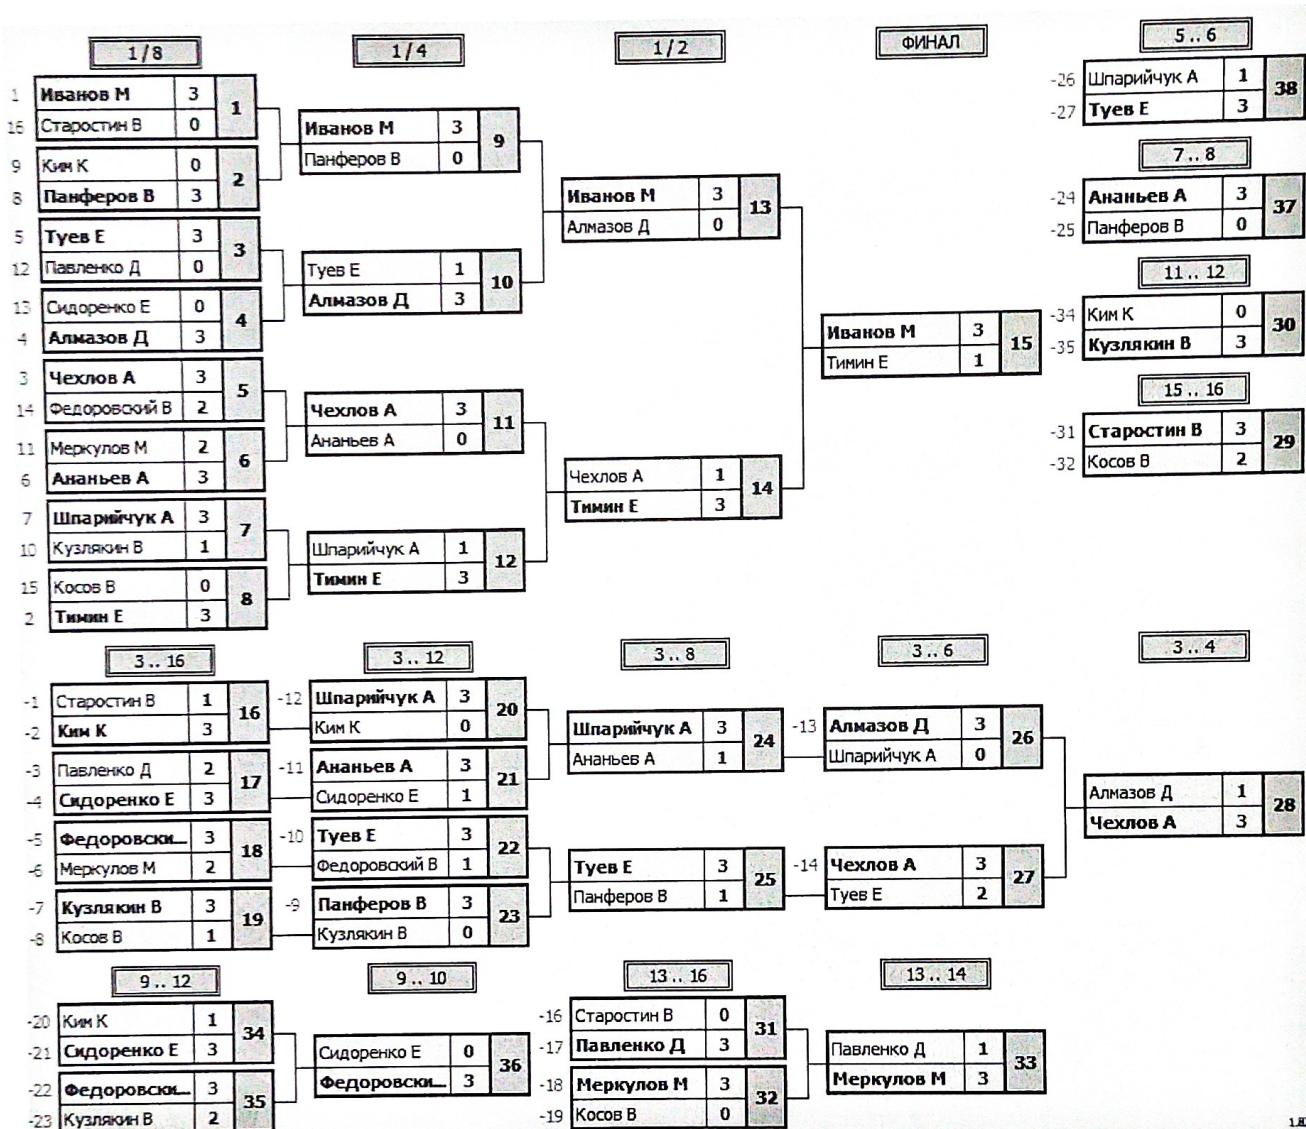 1/8
1 Иванов М 3 1
16 Старостин В 0
9 Ким К 0 2
8 Панферов В 3
5 Туев Е 3 3
12 Павленко Д 0
13 Сидоренко Е 0 4
4 Алмазов Д 3
3 Чехлов А 3 5
14 Федоровский В 2
11 Меркулов М 2 6
6 Ананьев А 3
7 Шпарийчук А 3 7
10 Кузлякин В 1
15 Косов В 0 8
2 Тимин Е 3
1/4
Иванов М 3 9
Панферов В 0
Туев Е 1 10
Алмазов Д 3
Чехлов А 3 11
Ананьев А 0
Шпарийчук А 1 12
Тимин Е 3
1/2
Иванов М 3 13
Алмазов Д 0
Чехлов А 1 14
Тимин Е 3
ФИНАЛ
Иванов М 3 15
Тимин Е 1
5 .. 6
-26 Шпарийчук А 1 38
-27 Туев Е 3
7 .. 8
-24 Ананьев А 3 37
-25 Панферов В 0
11 .. 12
-34 Ким К 0 30
-35 Кузлякин В 3
15 .. 16
-31 Старостин В 3 29
-32 Косов В 2
3 .. 16
-1 Старостин В 1 16
-2 Ким К 3
-3 Павленко Д 2 17
-4 Сидоренко Е 3
-5 Федоровски... 3 18
-6 Меркулов М 2
-7 Кузлякин В 3 19
-8 Косов В 1
3 .. 12
-12 Шпарийчук А 3 20
Ким К 0
-11 Ананьев А 3 21
Сидоренко Е 1
-10 Туев Е 3 22
Федоровский В 1
-9 Панферов В 3 23
Кузлякин В 0
3 .. 8
Шпарийчук А 3 24
Ананьев А 1
Туев Е 3 25
Панферов В 1
3 .. 6
-13 Алмазов Д 3 26
Шпарийчук А 0
-14 Чехлов А 3 27
Туев Е 2
3 .. 4
Алмазов Д 1 28
Чехлов А 3
9 .. 12
-20 Ким К 1 34
-21 Сидоренко Е 3
-22 Федоровски... 3 35
-23 Кузлякин В 2
9 .. 10
Сидоренко Е 0 36
Федоровски... 3
13 .. 16
-16 Старостин В 0 31
-17 Павленко Д 3
-18 Меркулов М 3 32
-19 Косов В 0
13 .. 14
Павленко Д 1 33
Меркулов М 3